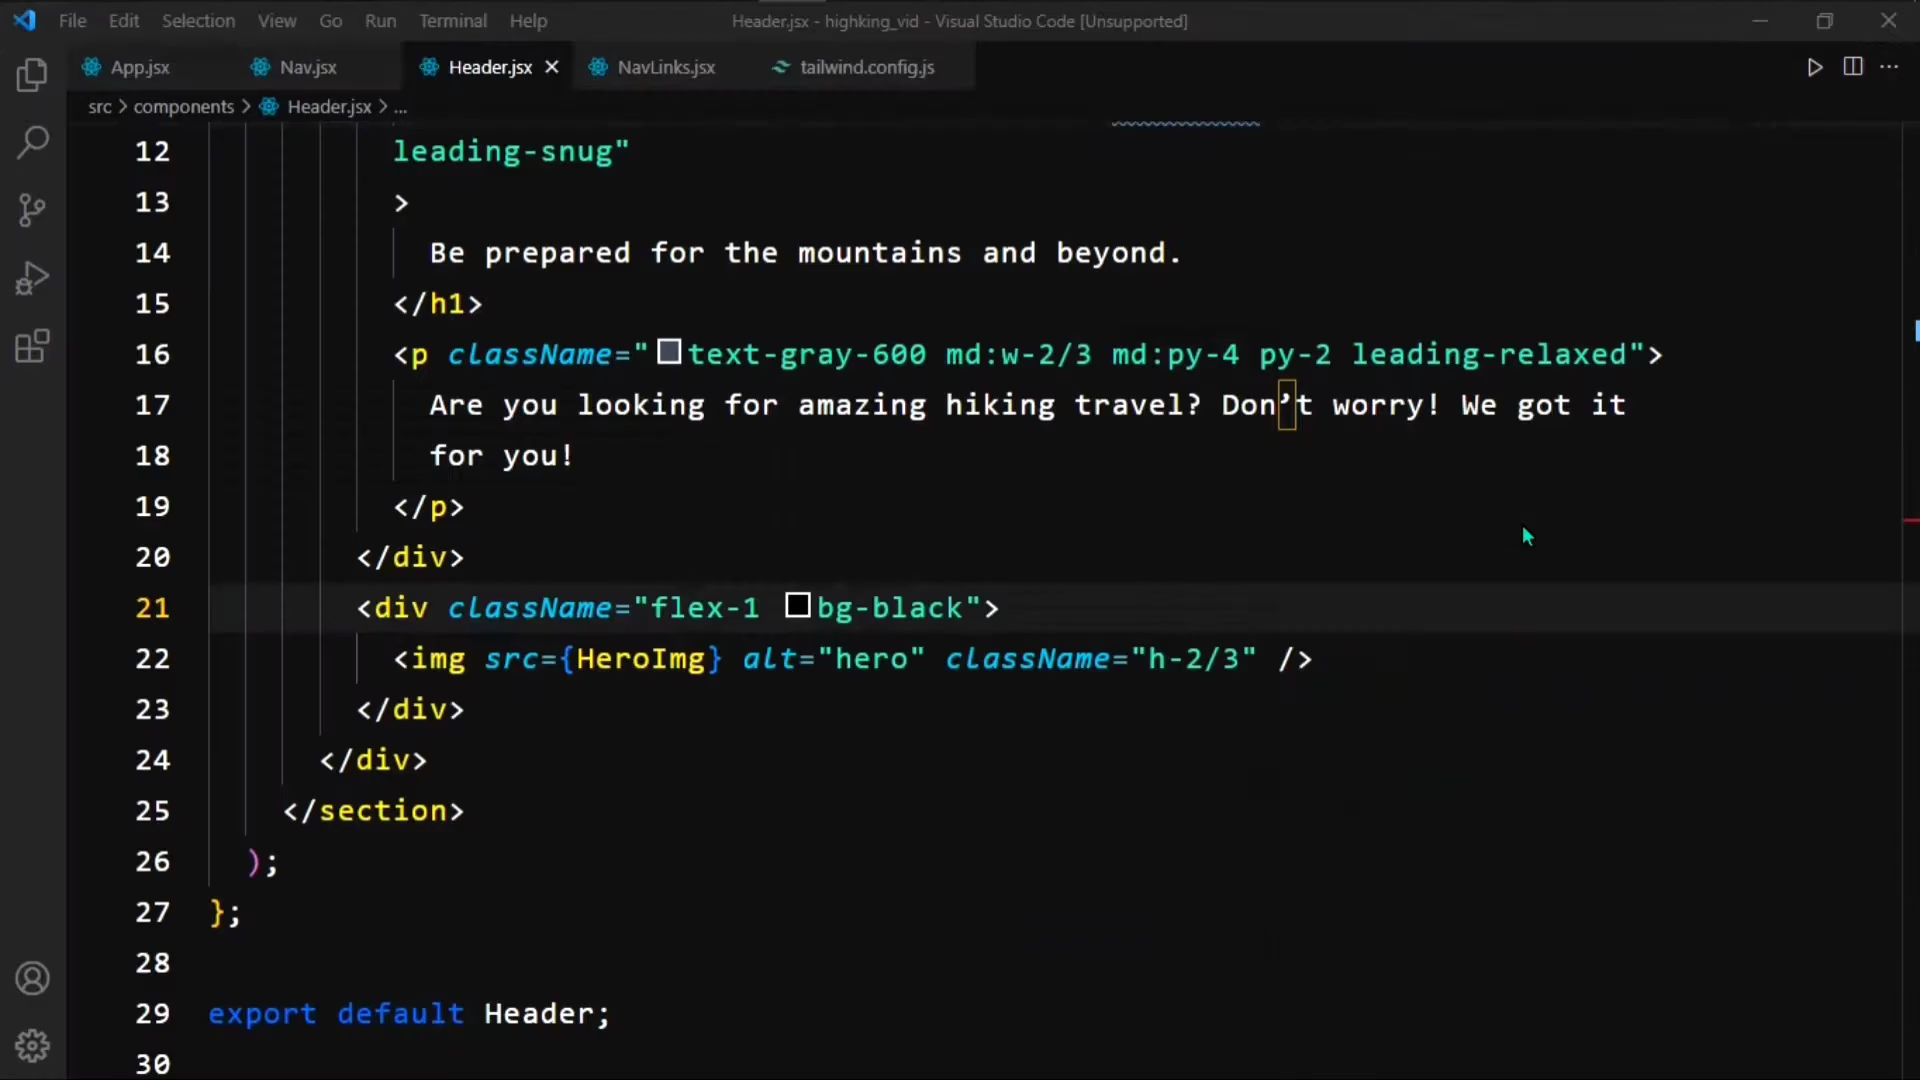 File Edit Selection View Go Run Terminal Help
Header.jsx - highking_vid - Visual Studio Code [Unsupported]
App.jsx Nav.jsx Header.jsx NavLinks.jsx tailwind.config.js
src > components > Header.jsx > ...
12 leading-snug"
13 >
14 Be prepared for the mountains and beyond.
15 </h1>
16 <p className="text-gray-600 md:w-2/3 md:py-4 py-2 leading-relaxed">
17 Are you looking for amazing hiking travel? Don’t worry! We got it
18 for you!
19 </p>
20 </div>
21 <div className="flex-1 bg-black">
22 <img src={HeroImg} alt="hero" className="h-2/3" />
23 </div>
24 </div>
25 </section>
26 );
27 };
28
29 export default Header;
30